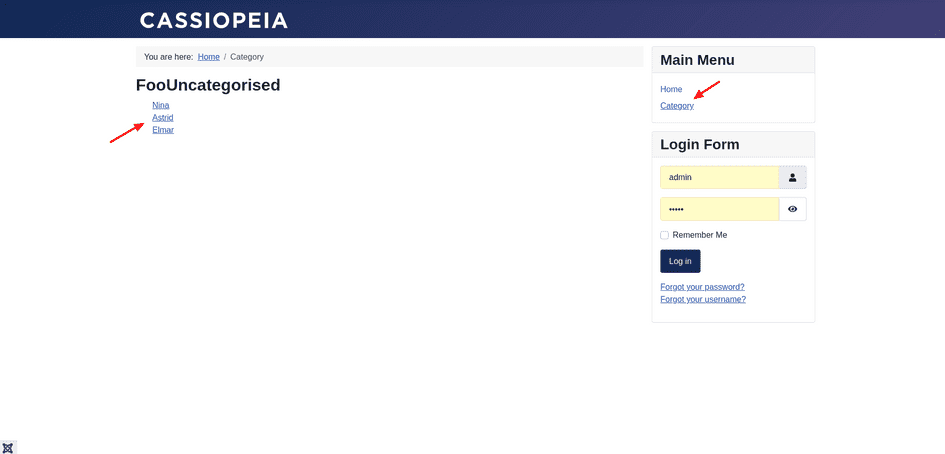 CASSIOPEIA
You are here: Home / Category
FooUncategorised
Nina
Astrid
Elmar
Main Menu
Home
Category
Login Form
admin
•••••
Remember Me
Log in
Forgot your password?
Forgot your username?